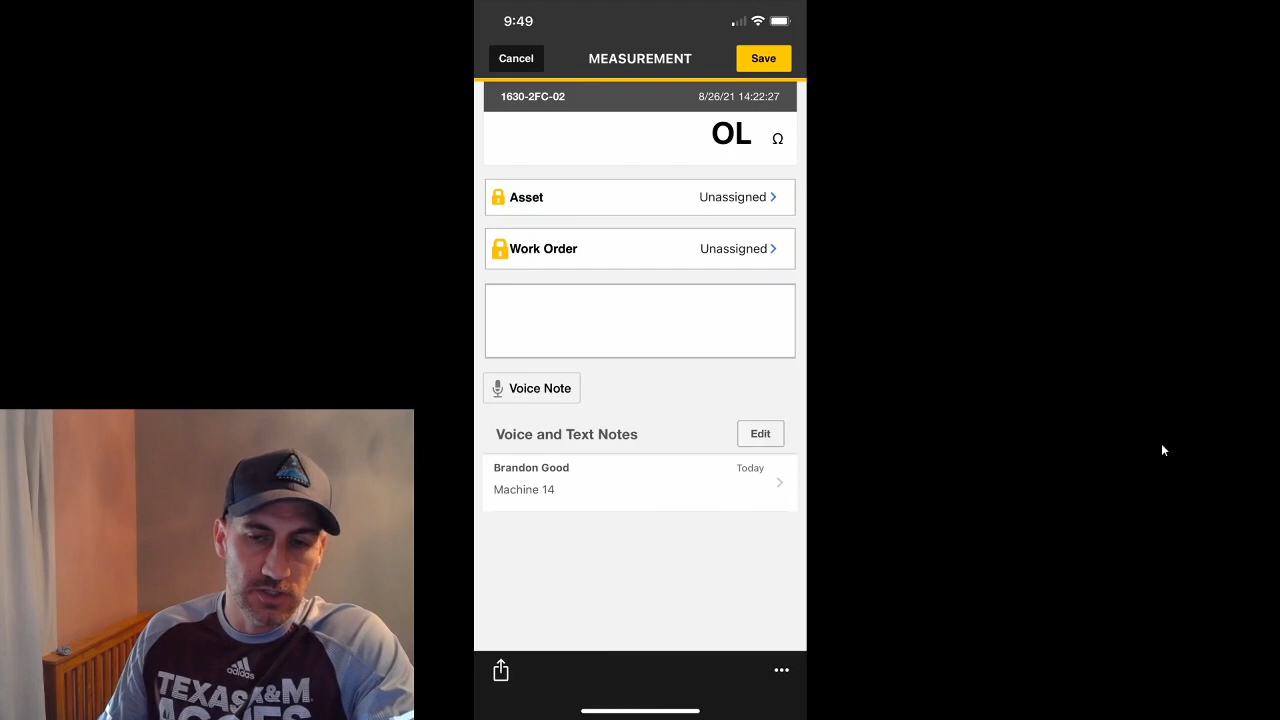 9:49
Cancel
MEASUREMENT
Save
1630-2FC-02
8/26/21 14:22:27
OL Ω
Asset
Unassigned
Work Order
Unassigned
Voice Note
Voice and Text Notes
Edit
Brandon Good
Today
Machine 14
adidas
TEXAS A&M
AGGIES